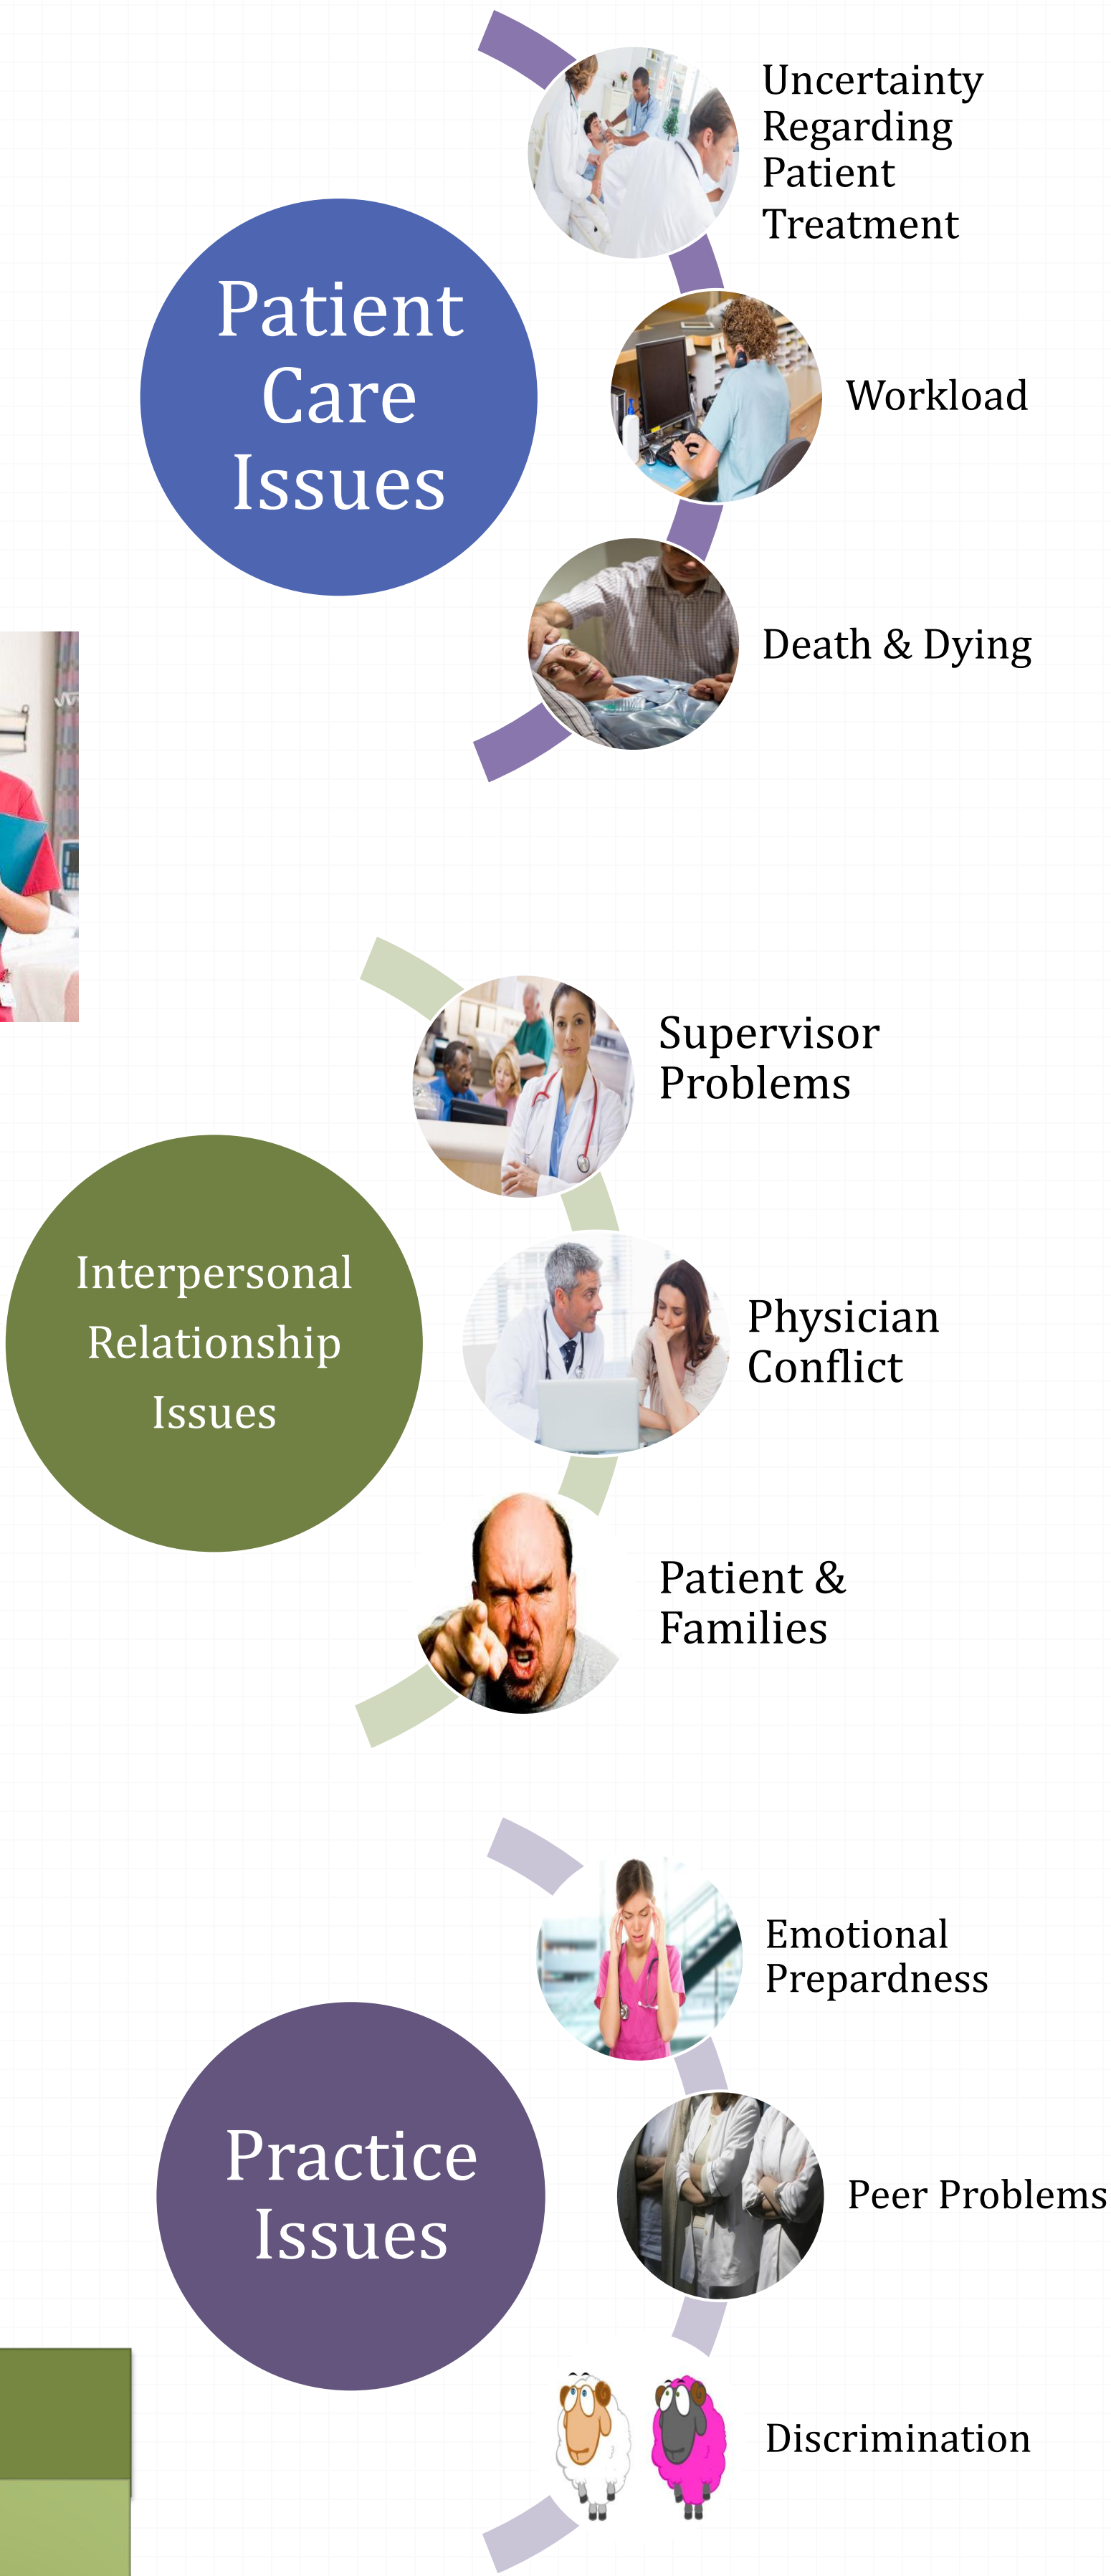 Patient
Care
Issues
Uncertainty
Regarding
Patient
Treatment
Workload
Death & Dying
Interpersonal
Relationship
Issues
Supervisor
Problems
Physician
Conflict
Patient &
Families
Practice
Issues
Emotional
Prepardness
Peer Problems
Discrimination